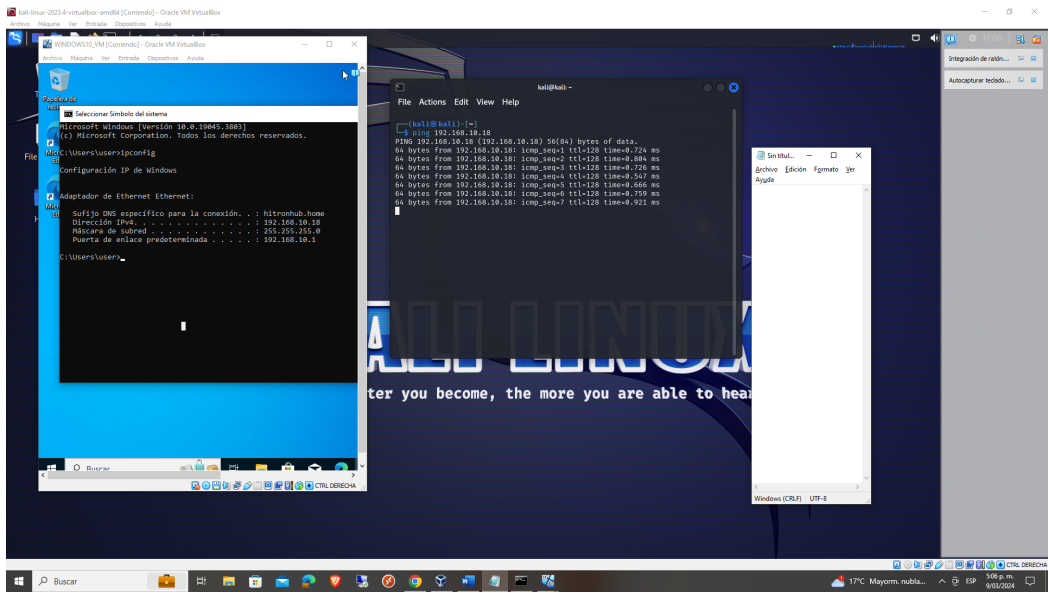 kali-linux-2023.4-virtualbox-amd64 [Corriendo] - Oracle VM VirtualBox
Archivo Máquina Ver Entrada Dispositivos Ayuda
17:06
WINDOWS10_VM [Corriendo] - Oracle VM VirtualBox
Archivo Máquina Ver Entrada Dispositivos Ayuda
Papelera de
Seleccionar Símbolo del sistema
Microsoft Windows [Versión 10.0.19045.3803]
(c) Microsoft Corporation. Todos los derechos reservados.
C:\Users\user>ipconfig
Configuración IP de Windows
Adaptador de Ethernet Ethernet:
Sufijo DNS específico para la conexión. . : hitronhub.home
Dirección IPv4. . . . . . . . . . . . . . : 192.168.10.18
Máscara de subred . . . . . . . . . . . . : 255.255.255.0
Puerta de enlace predeterminada . . . . . : 192.168.10.1
C:\Users\user>
Buscar
CTRL DERECHA
File
kali@kali: ~
File Actions Edit View Help
(kali㉿kali)-[~]
$ ping 192.168.10.18
PING 192.168.10.18 (192.168.10.18) 56(84) bytes of data.
64 bytes from 192.168.10.18: icmp_seq=1 ttl=128 time=0.724 ms
64 bytes from 192.168.10.18: icmp_seq=2 ttl=128 time=0.804 ms
64 bytes from 192.168.10.18: icmp_seq=3 ttl=128 time=0.726 ms
64 bytes from 192.168.10.18: icmp_seq=4 ttl=128 time=0.547 ms
64 bytes from 192.168.10.18: icmp_seq=5 ttl=128 time=0.666 ms
64 bytes from 192.168.10.18: icmp_seq=6 ttl=128 time=0.759 ms
64 bytes from 192.168.10.18: icmp_seq=7 ttl=128 time=0.921 ms
ALI LINUX
ter you become, the more you are able to hear
Sin títul...
Archivo Edición Formato Ver
Ayuda
Windows (CRLF) UTF-8
Integración de ratón...
Autocapturar teclado...
CTRL DERECHA
Buscar
17°C Mayorm. nubla...
ESP
5:06 p. m.
9/03/2024